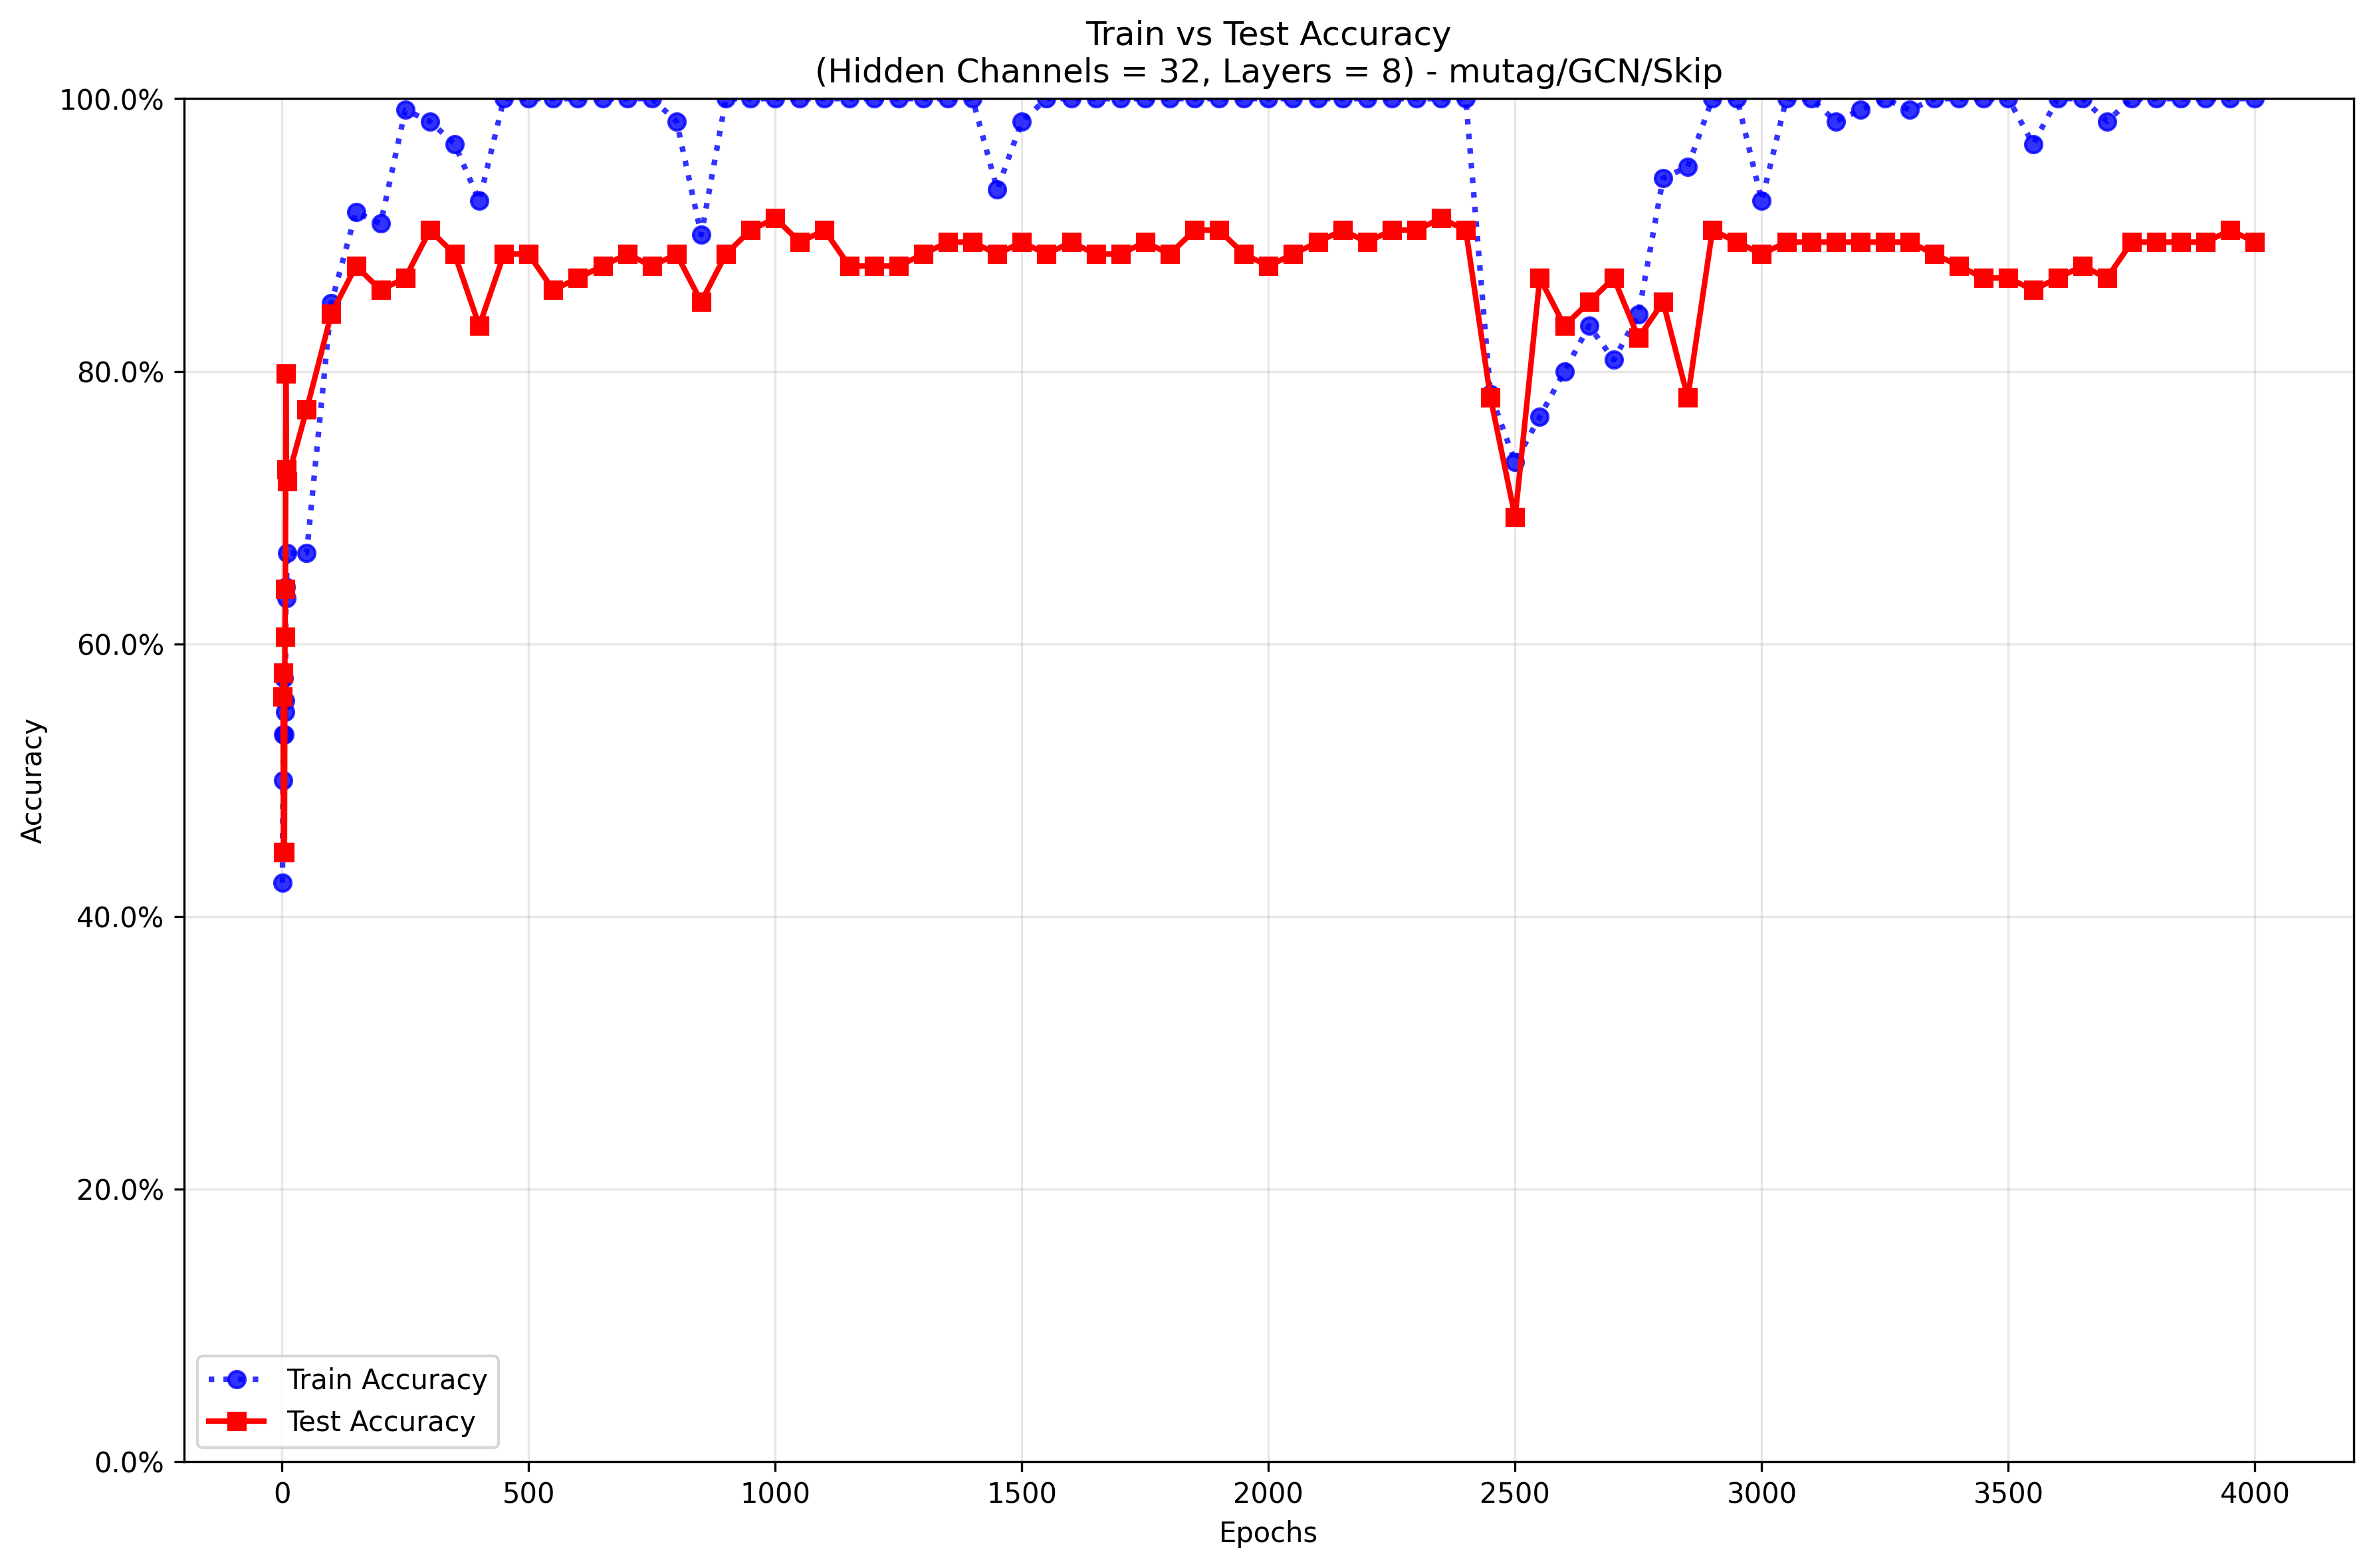 Train vs Test Accuracy
(Hidden Channels = 32, Layers = 8) - mutag/GCN/Skip
100.0%
80.0%
60.0%
40.0%
20.0%
0.0%
Accuracy
Train Accuracy
Test Accuracy
0 500 1000 1500 2000 2500 3000 3500 4000
Epochs